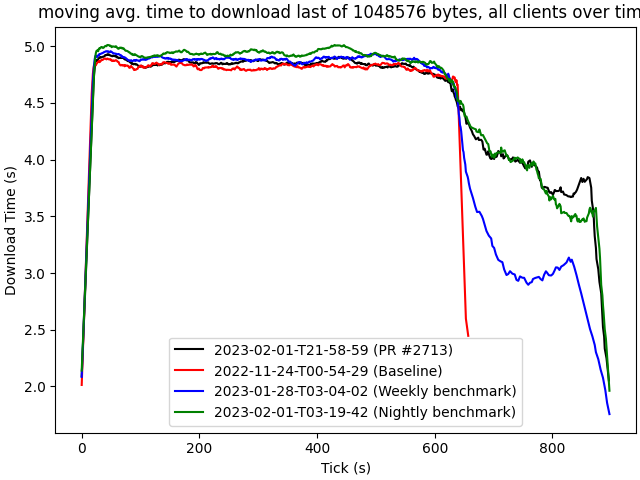 moving avg. time to download last of 1048576 bytes, all clients over tim
Download Time (s)
5.0
4.5
4.0
3.5
3.0
2.5
2.0
0 200 400 600 800
Tick (s)
2023-02-01-T21-58-59 (PR #2713)
2022-11-24-T00-54-29 (Baseline)
2023-01-28-T03-04-02 (Weekly benchmark)
2023-02-01-T03-19-42 (Nightly benchmark)